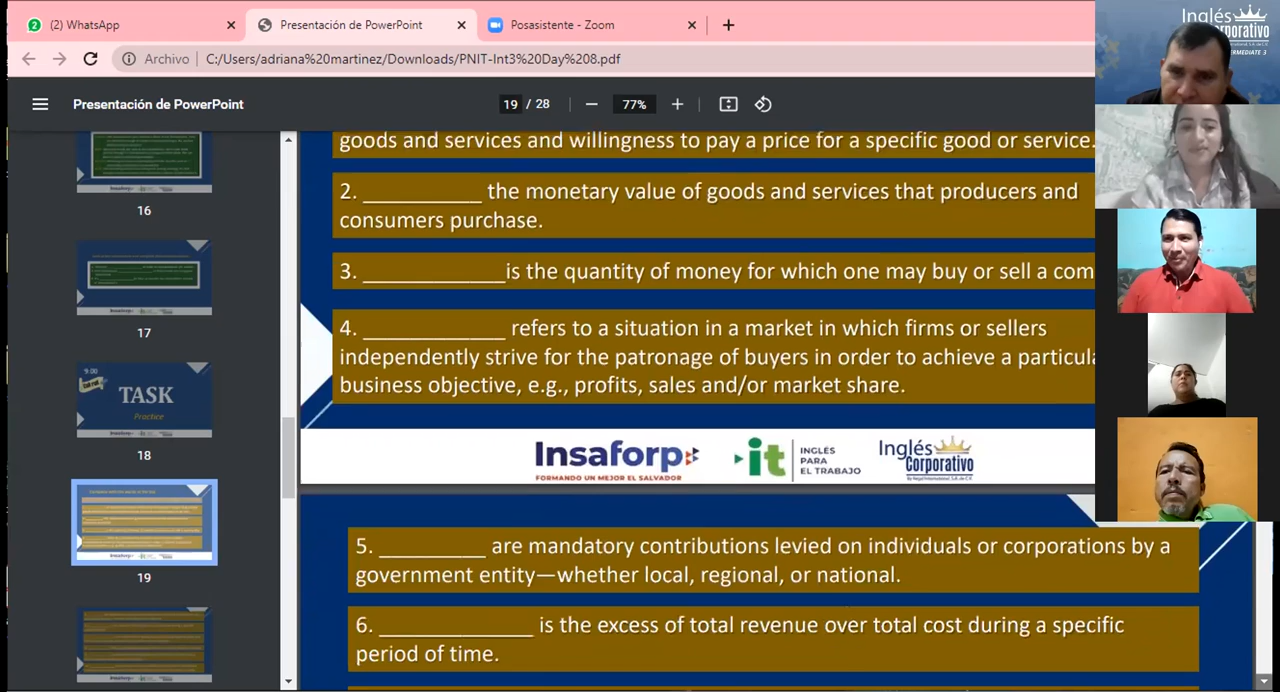 (2) WhatsApp
Presentación de PowerPoint
Posasistente - Zoom
Archivo
C:/Users/adriana%20martinez/Downloads/PNIT-Int3%20Day%208.pdf
Presentación de PowerPoint
19 / 28
77%
16
17
9:00
TASK
Practice
18
19
goods and services and willingness to pay a price for a specific good or service.
2. __________ the monetary value of goods and services that producers and
consumers purchase.
3. ____________is the quantity of money for which one may buy or sell a com
4. ____________ refers to a situation in a market in which firms or sellers
independently strive for the patronage of buyers in order to achieve a particula
business objective, e.g., profits, sales and/or market share.
Insaforp
FORMANDO UN MEJOR EL SALVADOR
it
INGLÉS
PARA
EL TRABAJO
Inglés
Corporativo
5. _________ are mandatory contributions levied on individuals or corporations by a
government entity—whether local, regional, or national.
6. _____________ is the excess of total revenue over total cost during a specific
period of time.
Inglés